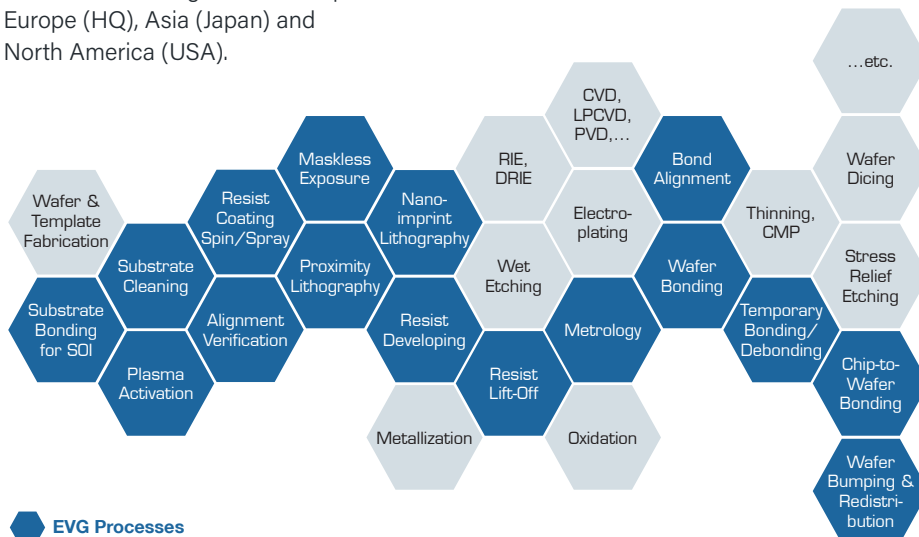 Europe (HQ), Asia (Japan) and
North America (USA).
Wafer &
Template
Fabrication
Substrate
Bonding
for SOI
Substrate
Cleaning
Plasma
Activation
Resist
Coating
Spin/Spray
Alignment
Verification
Maskless
Exposure
Proximity
Lithography
Nano-
imprint
Lithography
Resist
Developing
Metallization
RIE,
DRIE
Wet
Etching
Resist
Lift-Off
CVD,
LPCVD,
PVD,...
Electro-
plating
Metrology
Oxidation
Bond
Alignment
Wafer
Bonding
Thinning,
CMP
Temporary
Bonding/
Debonding
...etc.
Wafer
Dicing
Stress
Relief
Etching
Chip-to-
Wafer
Bonding
Wafer
Bumping &
Redistri-
bution
EVG Processes